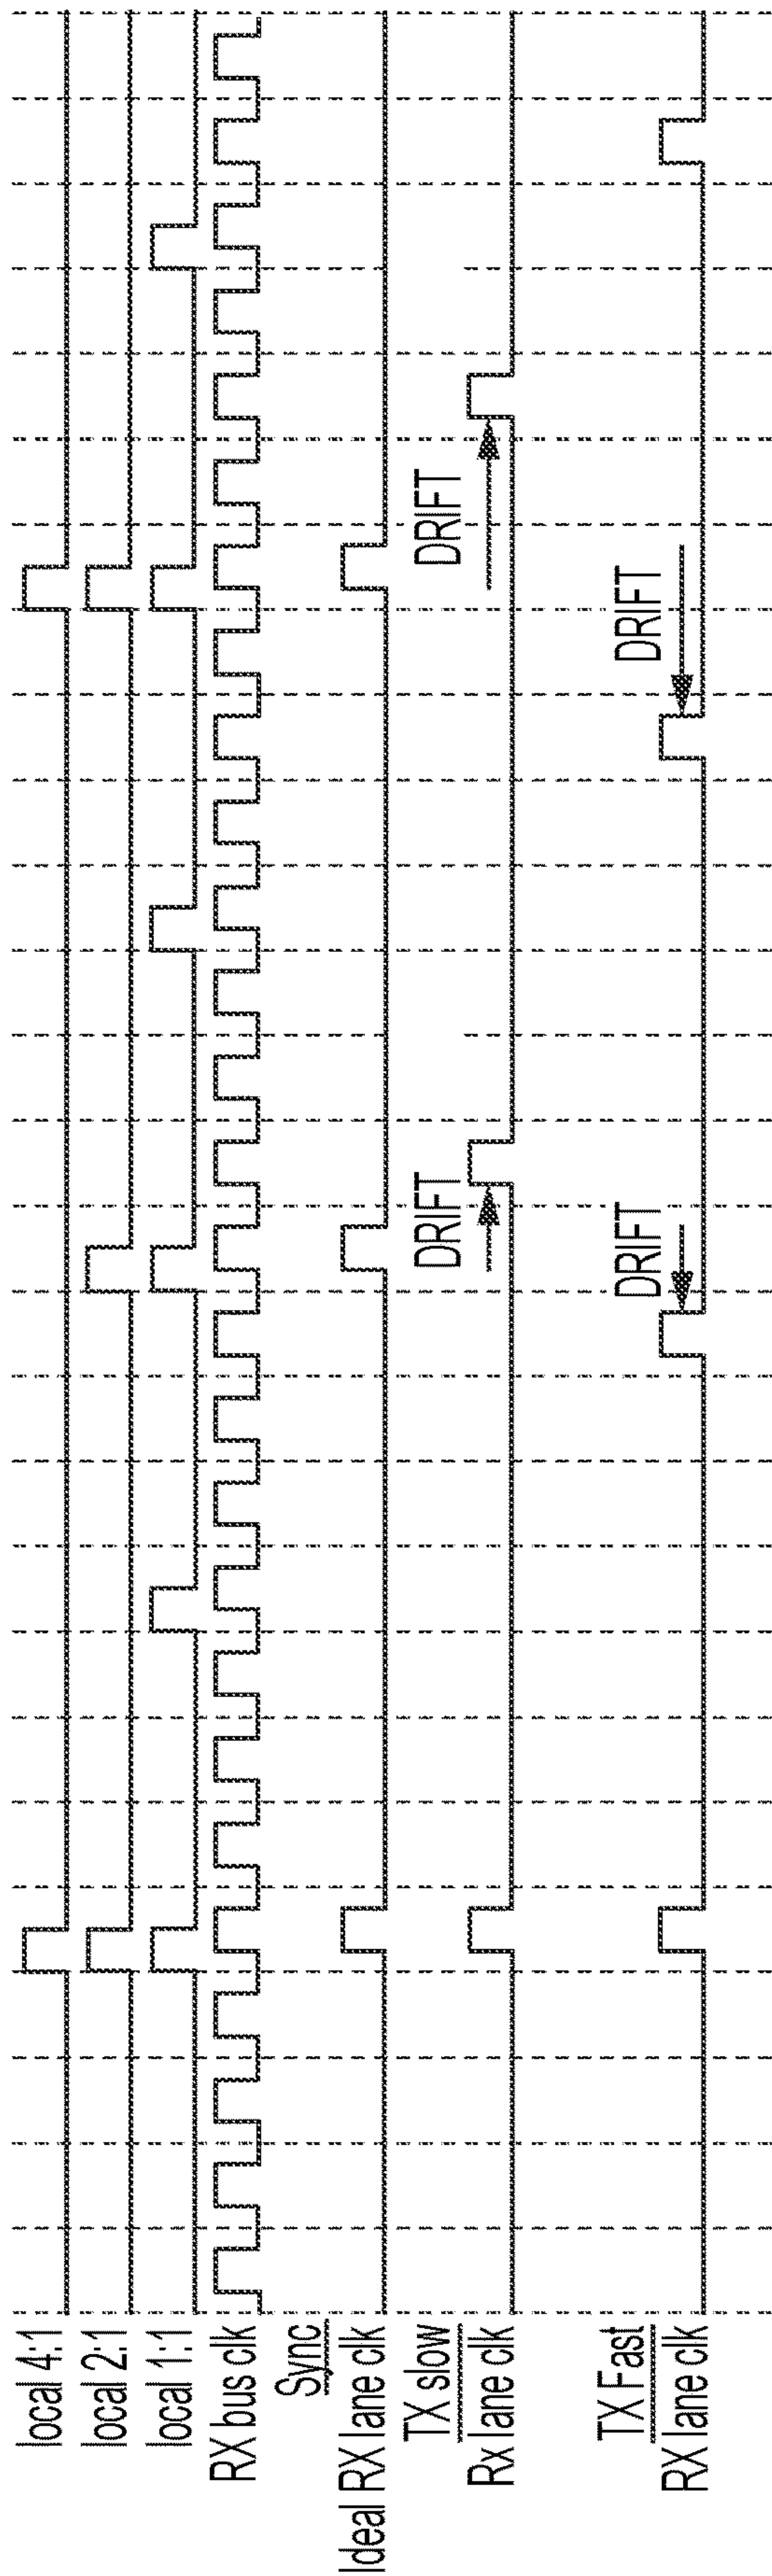 local 4:1
local 2:1
local 1:1
RX bus clk
Sync
Ideal RX lane clk
TX slow
Rx lane clk
DRIFT
DRIFT
TX Fast
RX lane clk
DRIFT
DRIFT